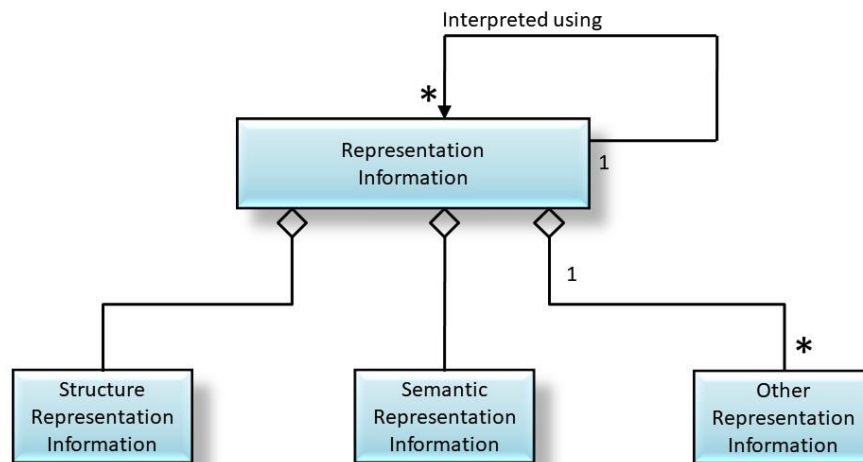 Interpreted using
*
Representation
Information
1
1
*
Structure
Representation
Information
Semantic
Representation
Information
Other
Representation
Information